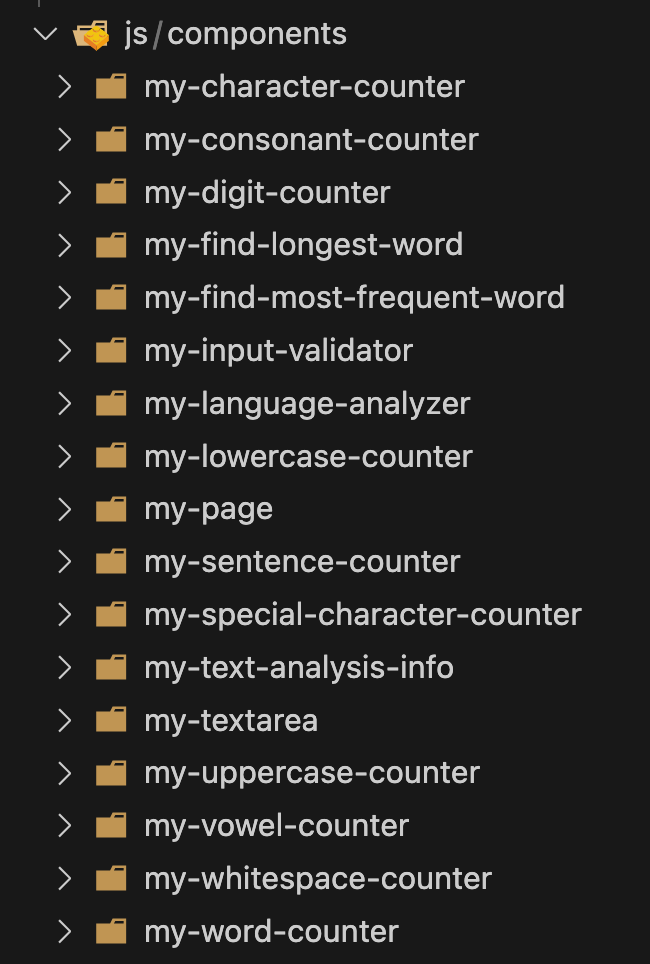 js/components
my-character-counter
my-consonant-counter
my-digit-counter
my-find-longest-word
my-find-most-frequent-word
my-input-validator
my-language-analyzer
my-lowercase-counter
my-page
my-sentence-counter
my-special-character-counter
my-text-analysis-info
my-textarea
my-uppercase-counter
my-vowel-counter
my-whitespace-counter
my-word-counter